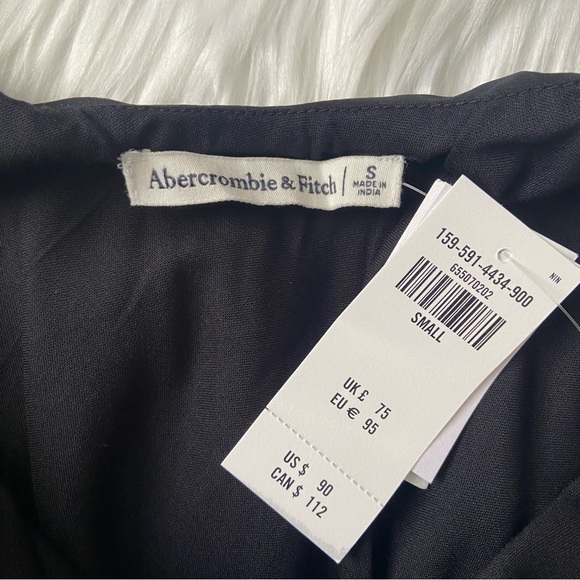 Abercrombie & Fitch
S
MADE IN
INDIA
NIN
159-591-4434-900
655070202
SMALL
UK £ 75
EU € 95
US $ 90
CAN $ 112